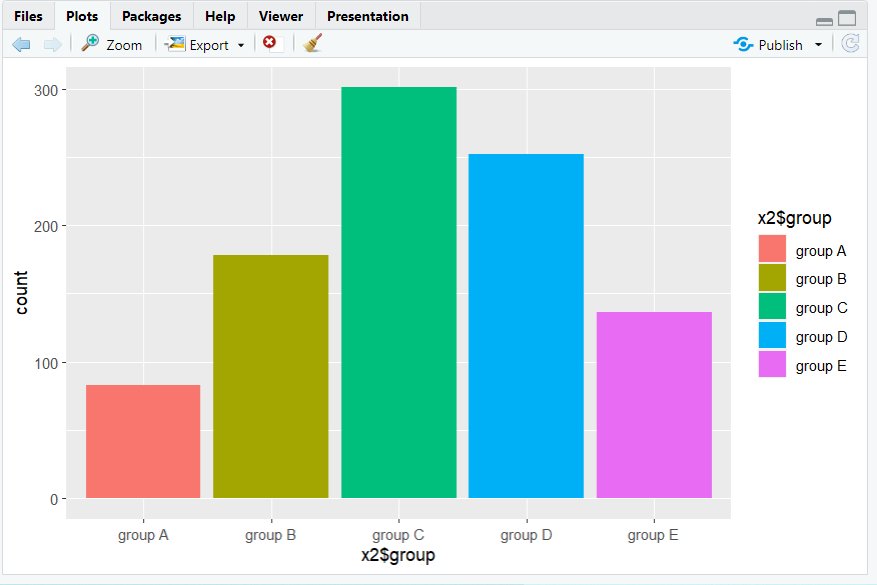 Files Plots Packages Help Viewer Presentation
Zoom Export Publish
300
200
100
0
count
group A group B group C group D group E
x2$group
x2$group
group A
group B
group C
group D
group E